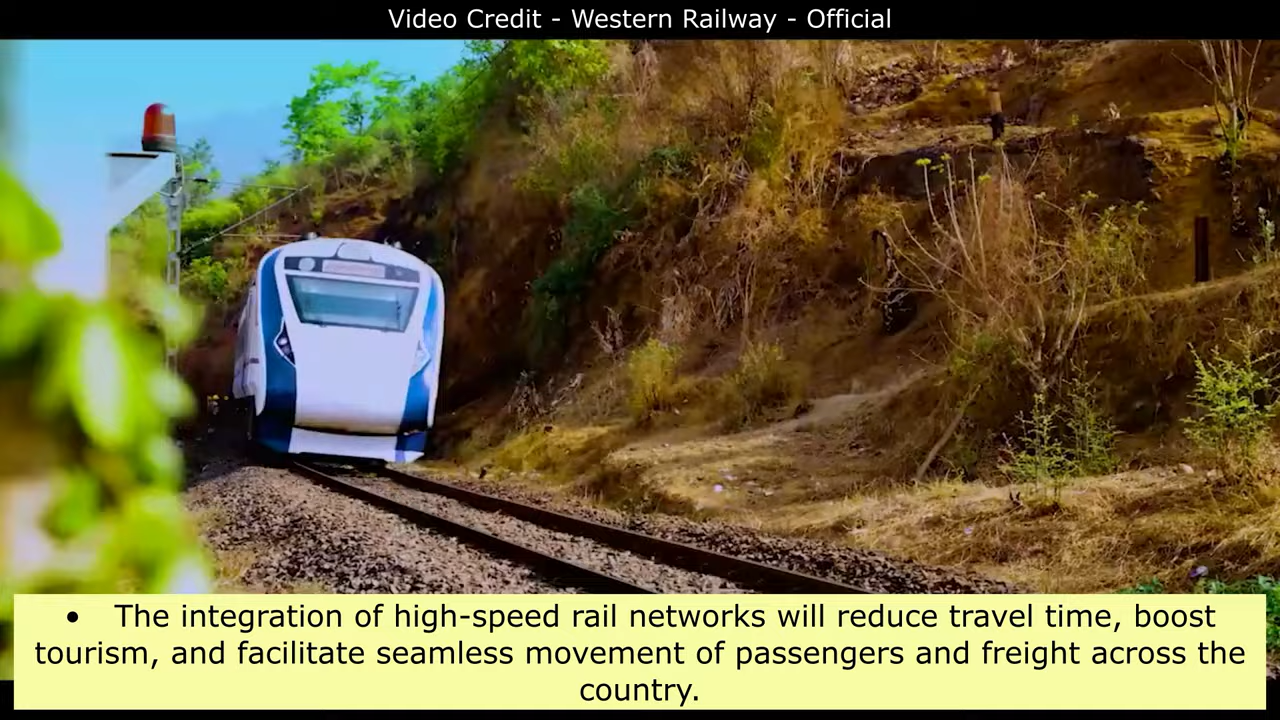 Video Credit - Western Railway - Official
• The integration of high-speed rail networks will reduce travel time, boost
tourism, and facilitate seamless movement of passengers and freight across the
country.